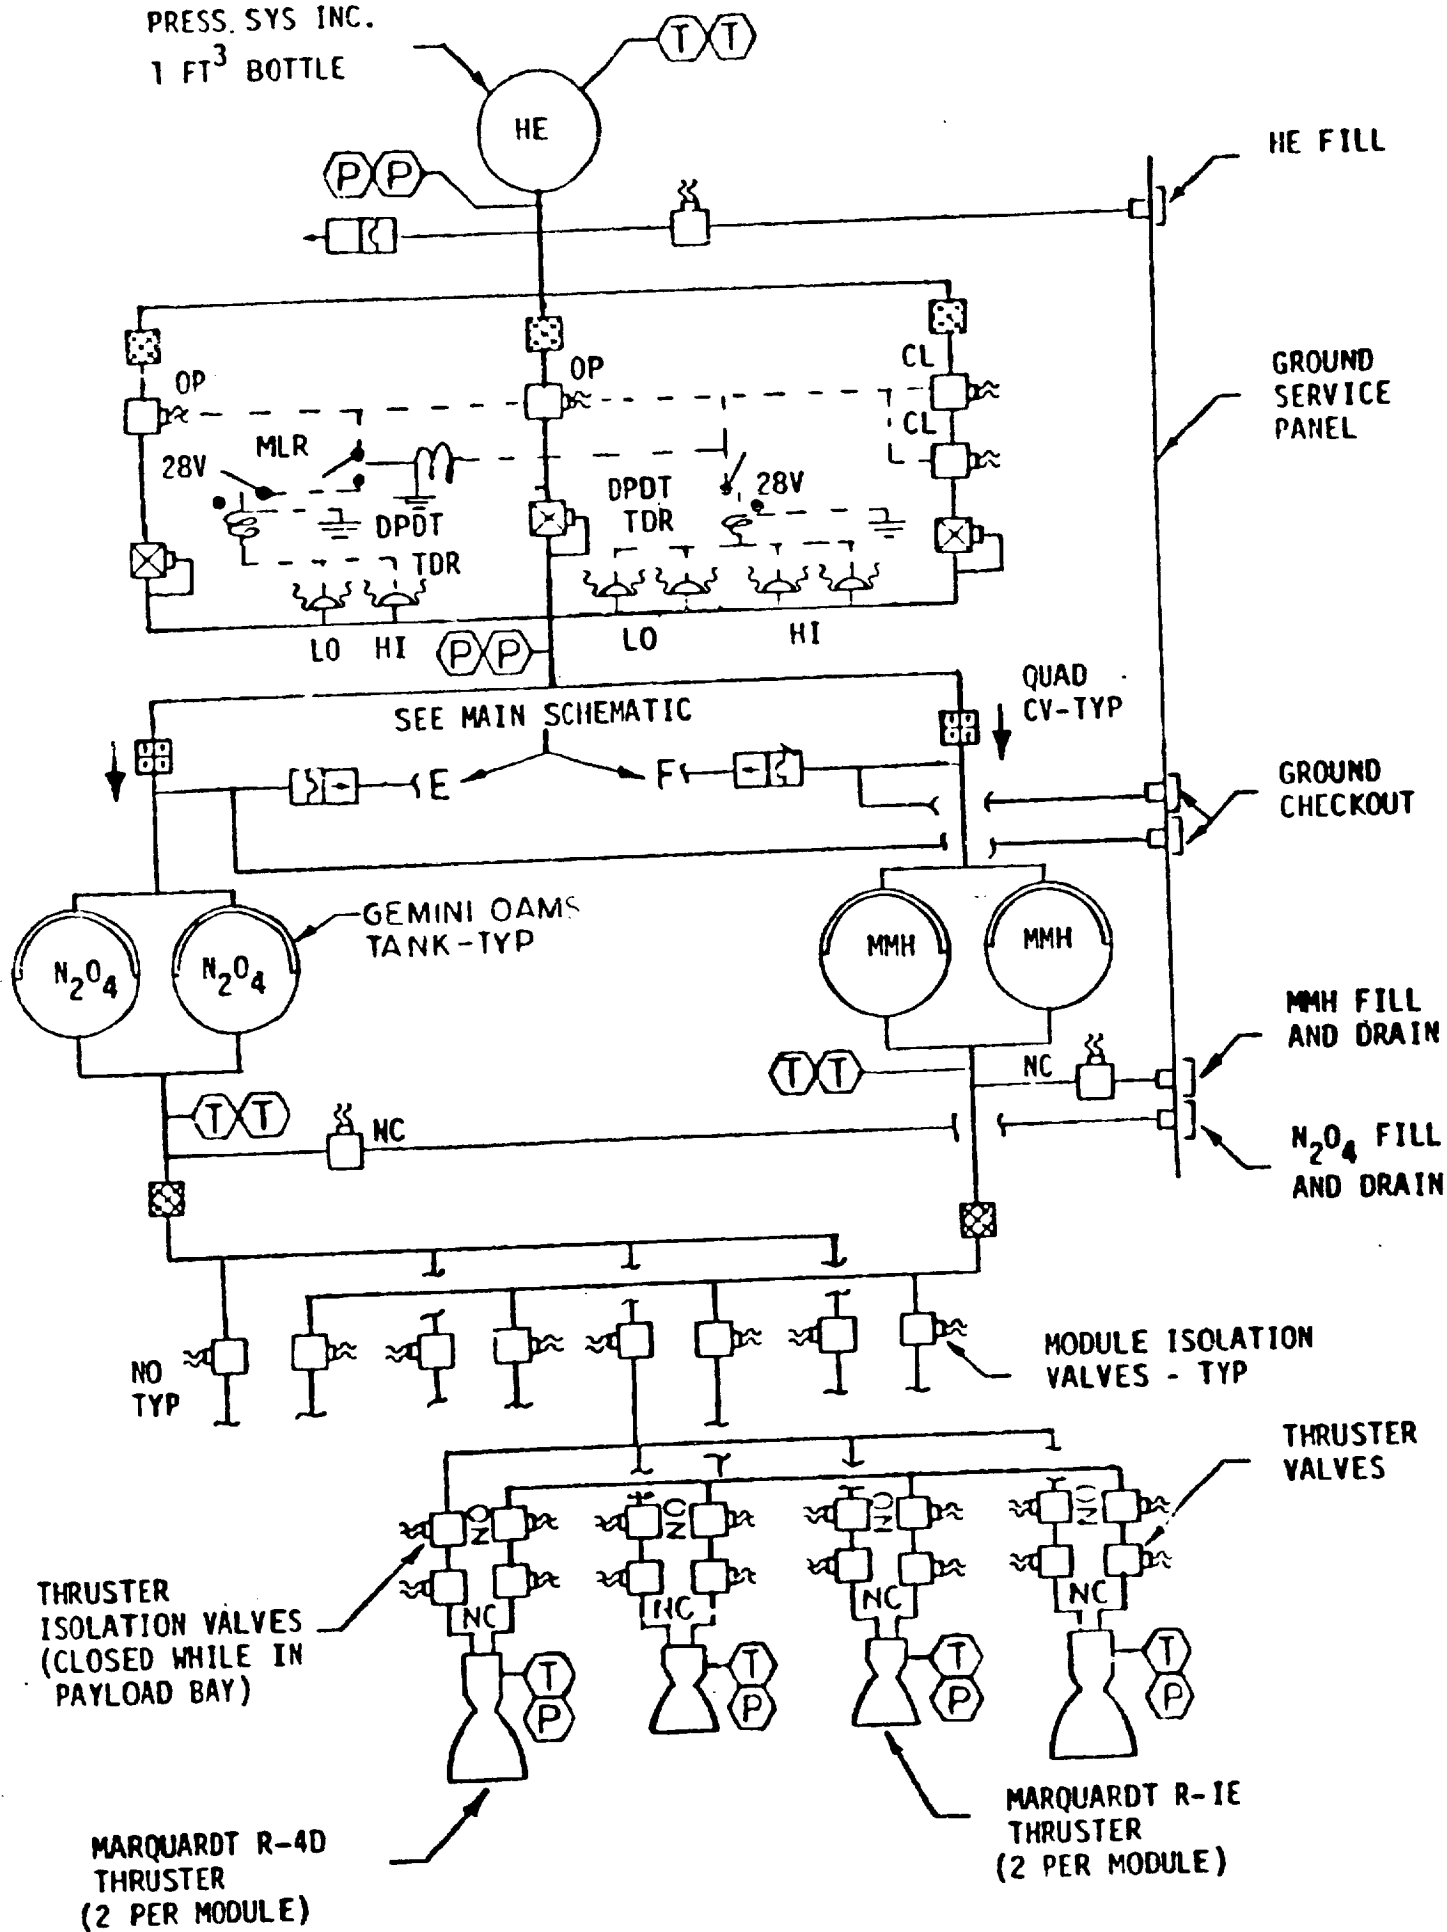 PRESS. SYS INC.
1 FT3 BOTTLE
T T
HE
P P
HE FILL
CL
OP
OP
CL
MLR
28V
DPDT
TDR
28V
DPDT
TDR
LO HI
LO HI
P P
GROUND
SERVICE
PANEL
SEE MAIN SCHEMATIC
QUAD
CV-TYP
E
F
GROUND
CHECKOUT
GEMINI OAMS
TANK-TYP
N2O4
N2O4
MMH
MMH
MMH FILL
AND DRAIN
T T
NC
T T
NC
N2O4 FILL
AND DRAIN
NO
TYP
MODULE ISOLATION
VALVES - TYP
THRUSTER
VALVES
NO
NO
NO
NO
NC
NC
NC
NC
THRUSTER
ISOLATION VALVES
(CLOSED WHILE IN
PAYLOAD BAY)
T
P
T
P
T
P
T
P
MARQUARDT R-4D
THRUSTER
(2 PER MODULE)
MARQUARDT R-1E
THRUSTER
(2 PER MODULE)